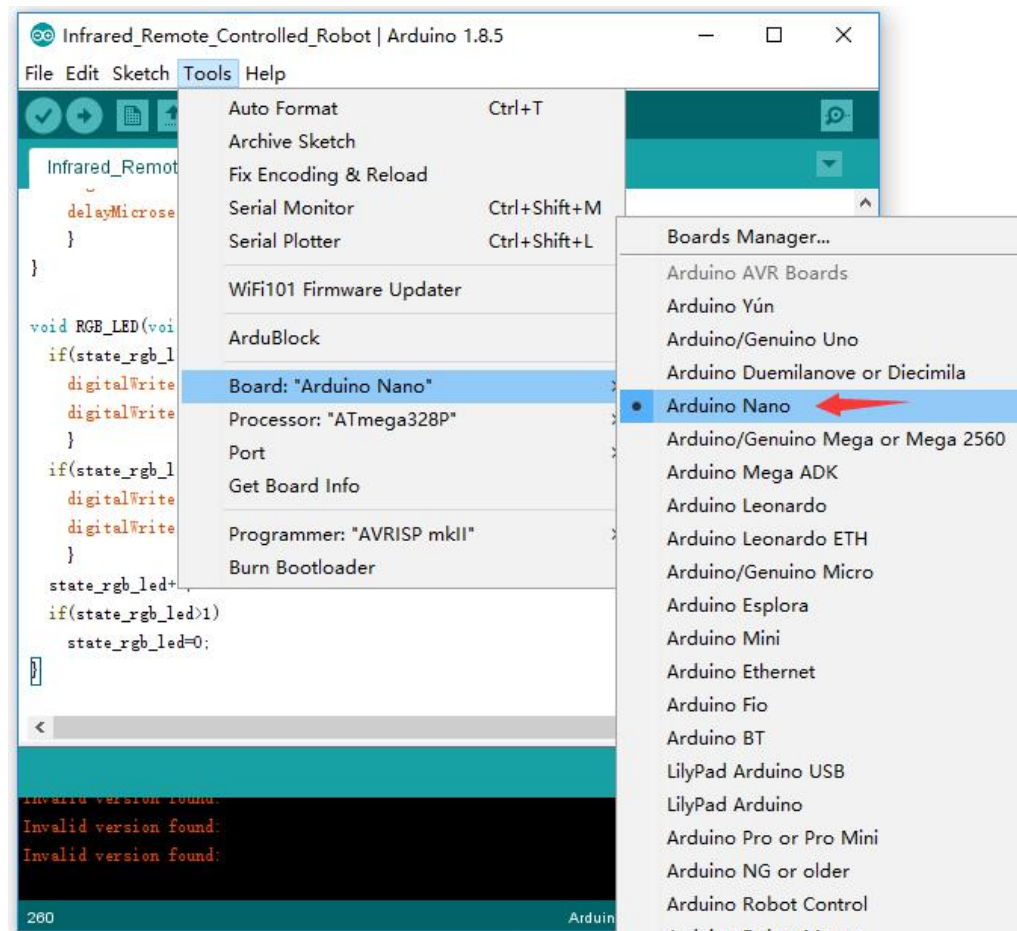 Infrared_Remote_Controlled_Robot | Arduino 1.8.5
File Edit Sketch Tools Help
Infrared_Remot
delayMicrose
}
}
void RGB_LED(voi
if(state_rgb_l
digitalWrite
digitalWrite
}
if(state_rgb_l
digitalWrite
digitalWrite
}
state_rgb_led+
if(state_rgb_led>1)
state_rgb_led=0;
}
Invalid version found:
Invalid version found:
Invalid version found:
260
Arduin
Auto Format Ctrl+T
Archive Sketch
Fix Encoding & Reload
Serial Monitor Ctrl+Shift+M
Serial Plotter Ctrl+Shift+L
WiFi101 Firmware Updater
ArduBlock
Board: "Arduino Nano"
Processor: "ATmega328P"
Port
Get Board Info
Programmer: "AVRISP mkII"
Burn Bootloader
Boards Manager...
Arduino AVR Boards
Arduino Yún
Arduino/Genuino Uno
Arduino Duemilanove or Diecimila
Arduino Nano
Arduino/Genuino Mega or Mega 2560
Arduino Mega ADK
Arduino Leonardo
Arduino Leonardo ETH
Arduino/Genuino Micro
Arduino Esplora
Arduino Mini
Arduino Ethernet
Arduino Fio
Arduino BT
LilyPad Arduino USB
LilyPad Arduino
Arduino Pro or Pro Mini
Arduino NG or older
Arduino Robot Control